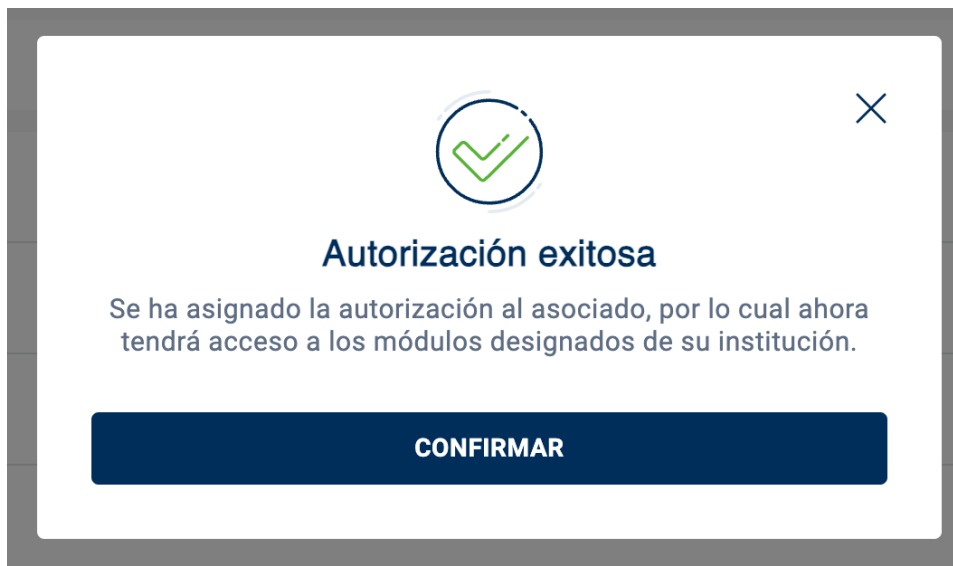 Autorización exitosa
Se ha asignado la autorización al asociado, por lo cual ahora
tendrá acceso a los módulos designados de su institución.
CONFIRMAR